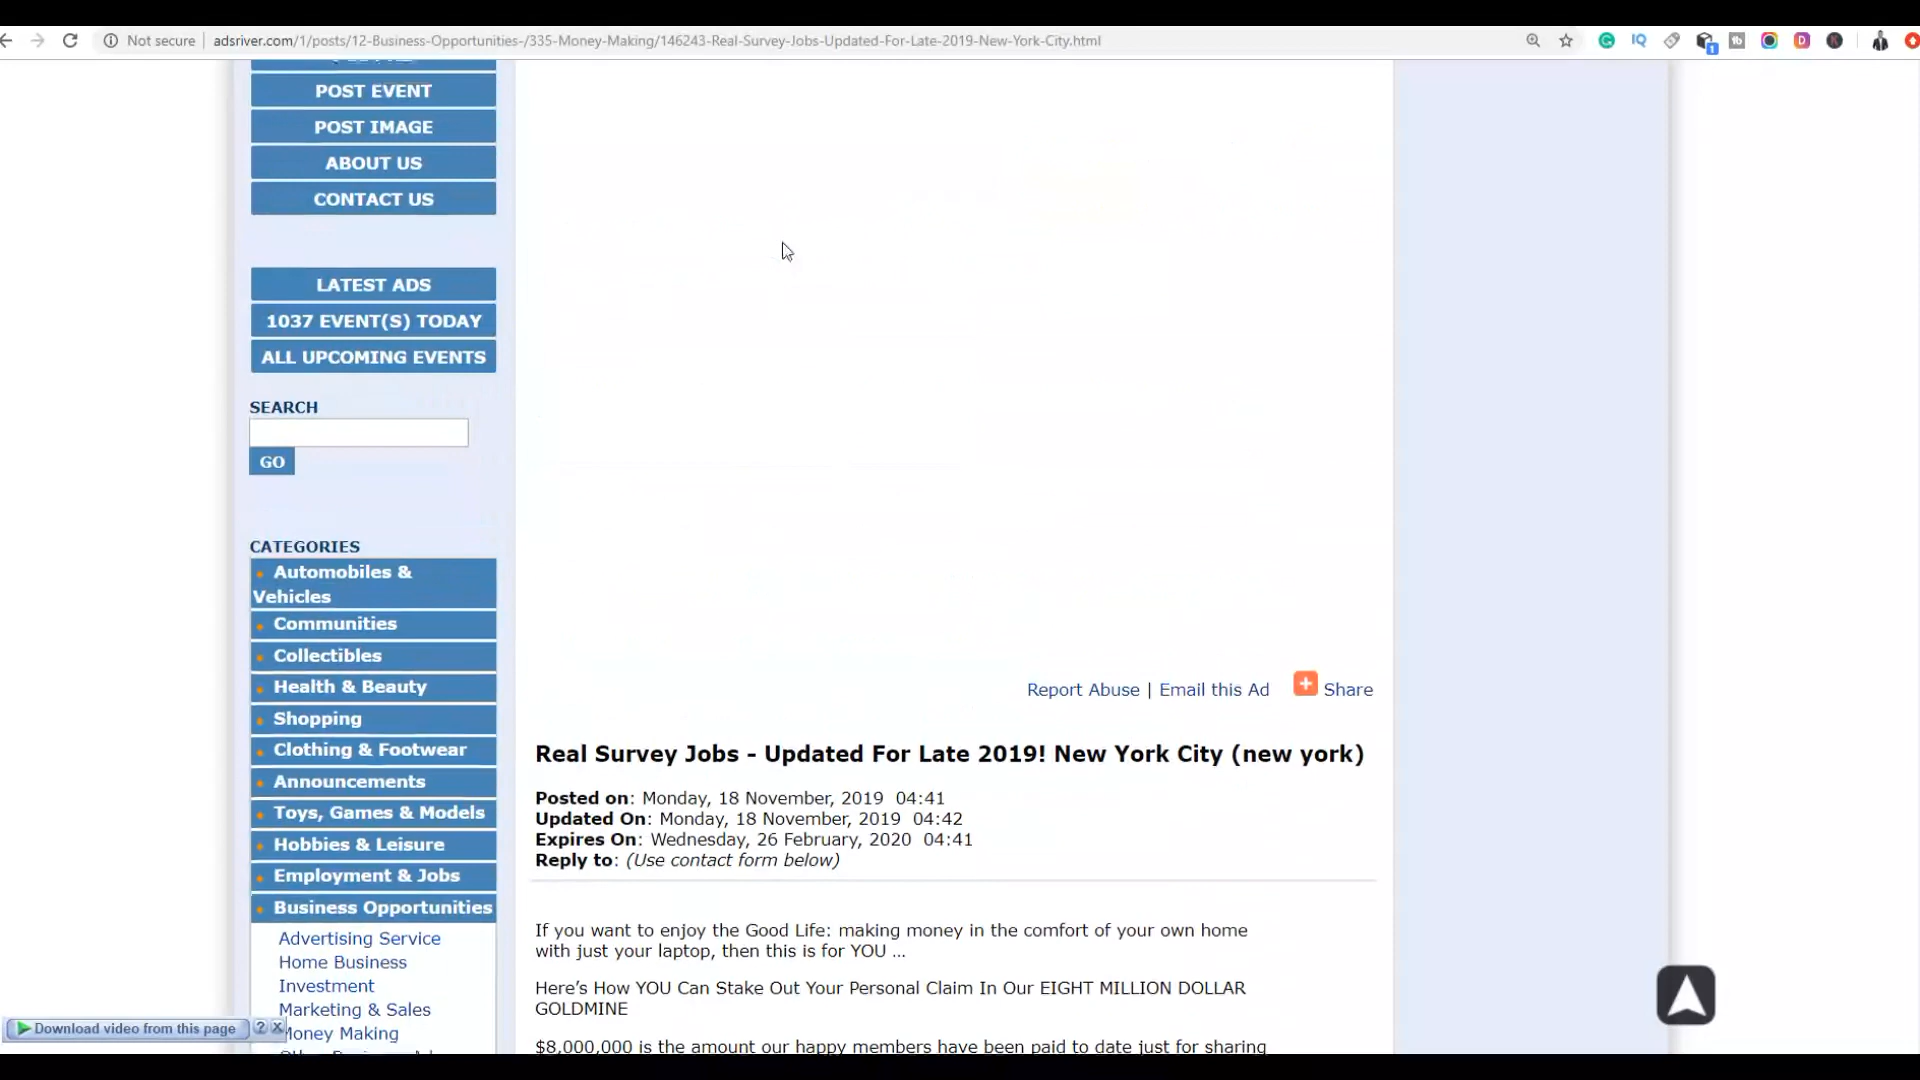 Not secure
adsriver.com/1/posts/12-Business-Opportunities-/335-Money-Making/146243-Real-Survey-Jobs-Updated-For-Late-2019-New-York-City.html
POST EVENT
POST IMAGE
ABOUT US
CONTACT US
LATEST ADS
1037 EVENT(S) TODAY
ALL UPCOMING EVENTS
SEARCH
GO
CATEGORIES
Automobiles &
Vehicles
Communities
Collectibles
Health & Beauty
Shopping
Clothing & Footwear
Announcements
Toys, Games & Models
Hobbies & Leisure
Employment & Jobs
Business Opportunities
Advertising Service
Home Business
Investment
Marketing & Sales
Money Making
Download video from this page
?
X
Report Abuse | Email this Ad
Share
Real Survey Jobs - Updated For Late 2019! New York City (new york)
Posted on: Monday, 18 November, 2019 04:41
Updated On: Monday, 18 November, 2019 04:42
Expires On: Wednesday, 26 February, 2020 04:41
Reply to: (Use contact form below)
If you want to enjoy the Good Life: making money in the comfort of your own home
with just your laptop, then this is for YOU ...
Here’s How YOU Can Stake Out Your Personal Claim In Our EIGHT MILLION DOLLAR
GOLDMINE
$8,000,000 is the amount our happy members have been paid to date just for sharing